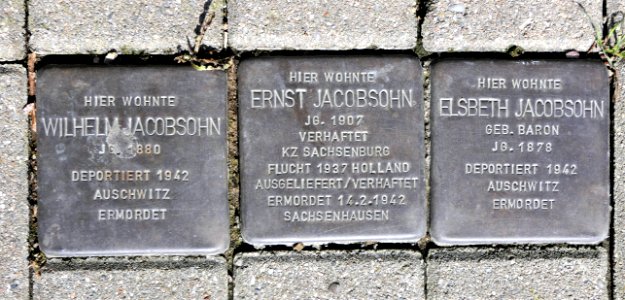 HIER WOHNTE
WILHELM JACOBSOHN
JG. 1880
DEPORTIERT 1942
AUSCHWITZ
ERMORDET
HIER WOHNTE
ERNST JACOBSOHN
JG. 1907
VERHAFTET
KZ SACHSENBURG
FLUCHT 1937 HOLLAND
AUSGELIEFERT/VERHAFTET
ERMORDET 14.2.1942
SACHSENHAUSEN
HIER WOHNTE
ELSBETH JACOBSOHN
GEB. BARON
JG. 1878
DEPORTIERT 1942
AUSCHWITZ
ERMORDET